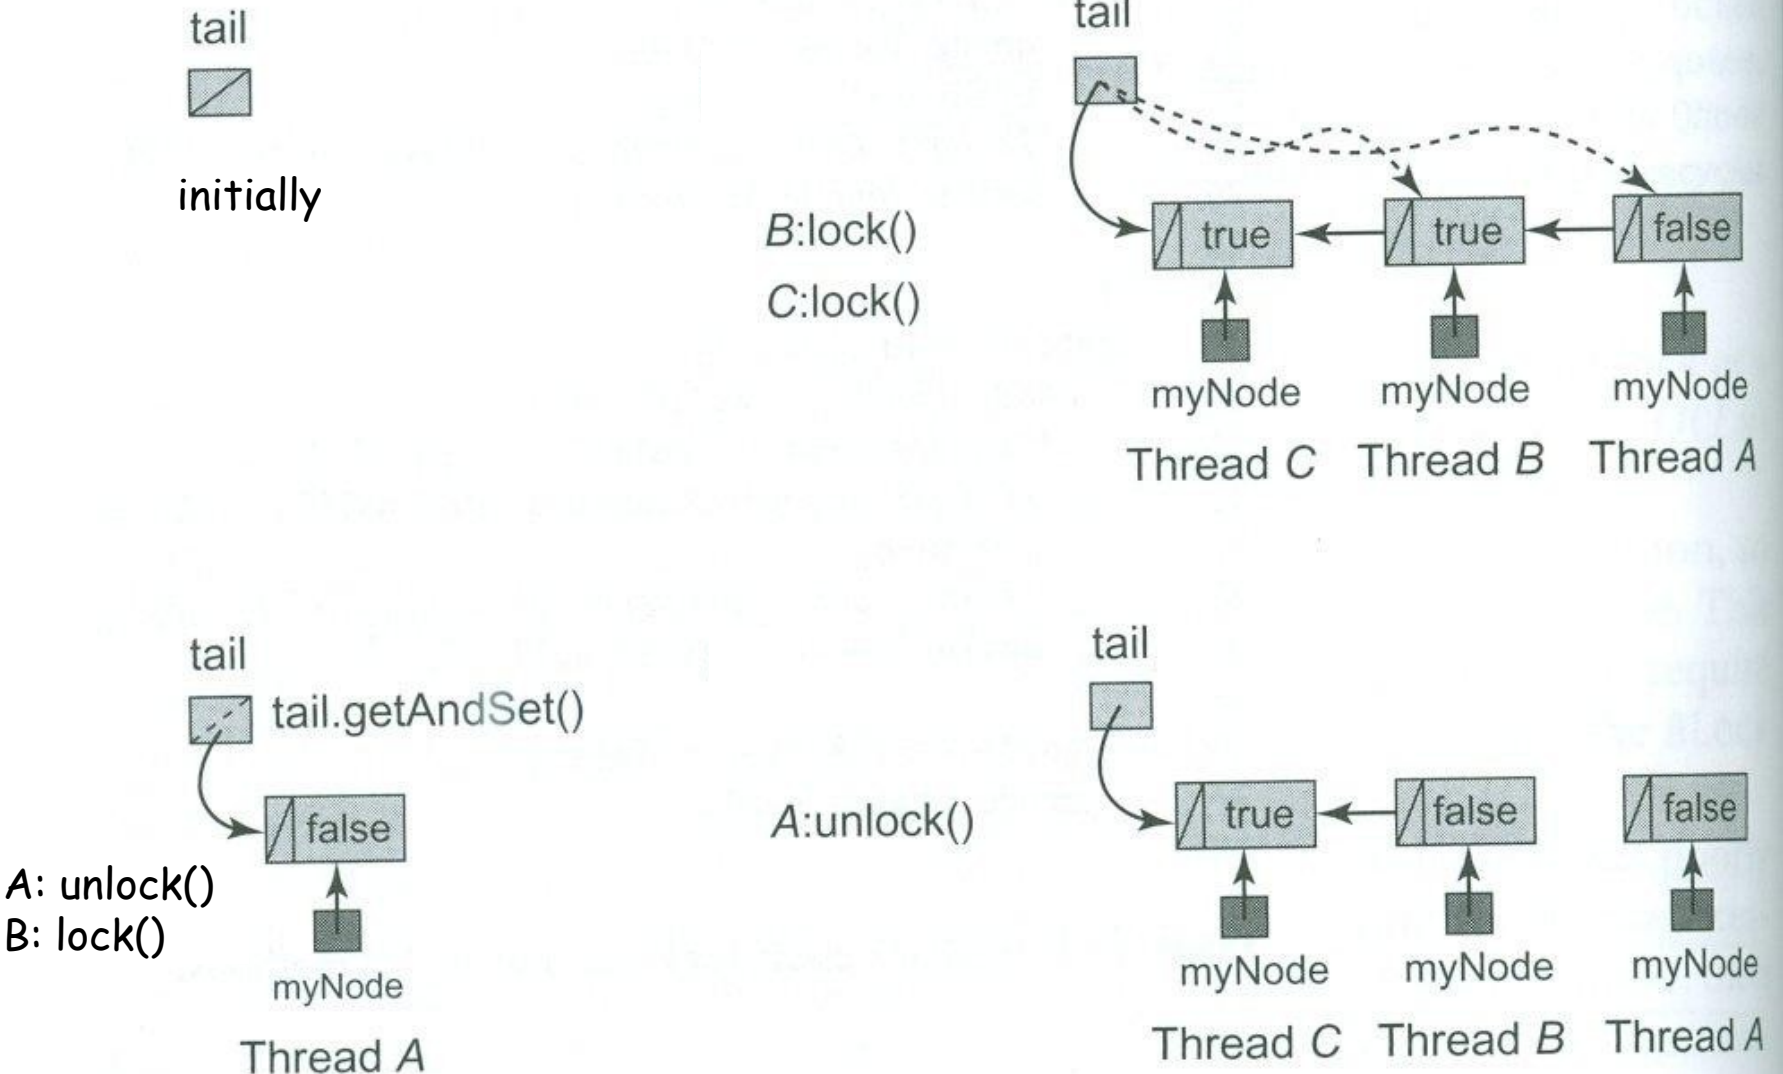 tail
initially
tail
B:lock()
C:lock()
true
true
false
myNode
myNode
myNode
Thread C
Thread B
Thread A
tail
tail.getAndSet()
false
A: unlock()
B: lock()
myNode
Thread A
tail
A:unlock()
true
false
false
myNode
myNode
myNode
Thread C
Thread B
Thread A